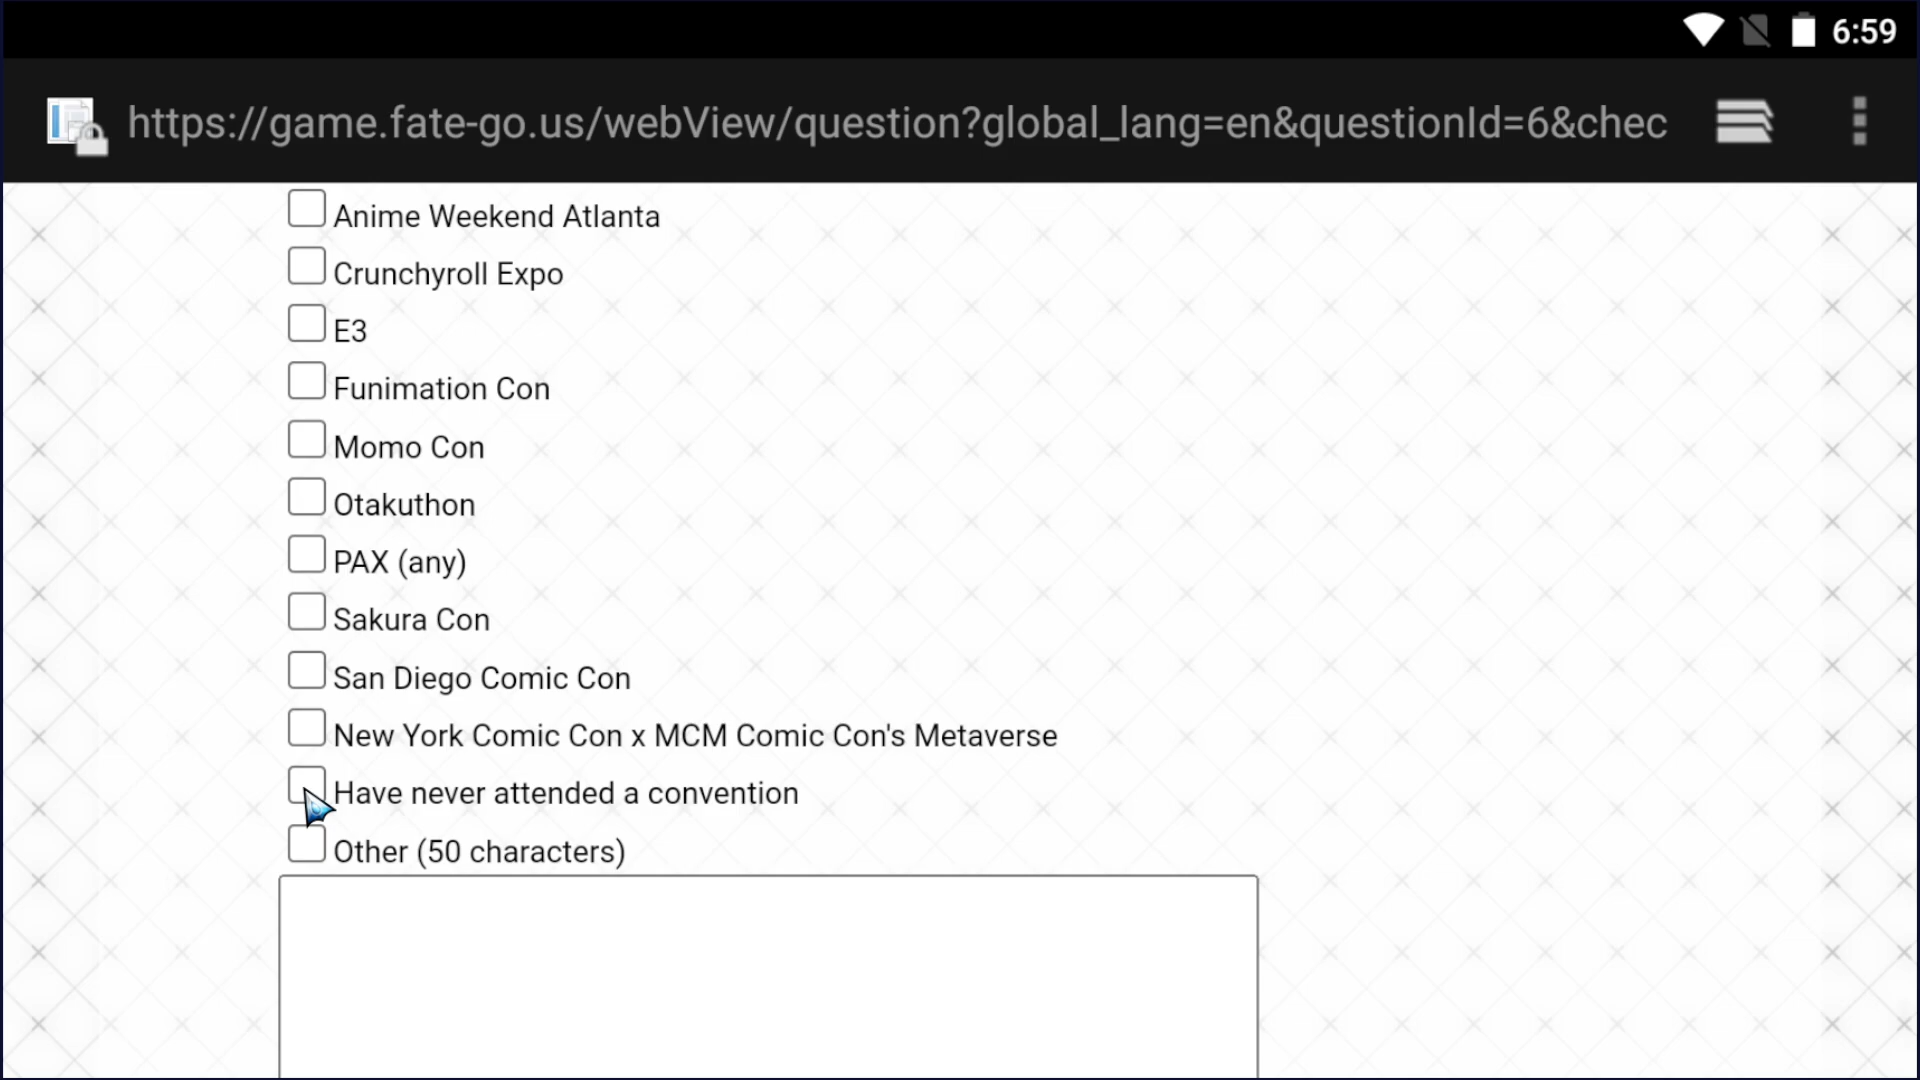 6:59
https://game.fate-go.us/webView/question?global_lang=en&questionId=6&chec
Anime Weekend Atlanta
Crunchyroll Expo
E3
Funimation Con
Momo Con
Otakuthon
PAX (any)
Sakura Con
San Diego Comic Con
New York Comic Con x MCM Comic Con's Metaverse
Have never attended a convention
Other (50 characters)